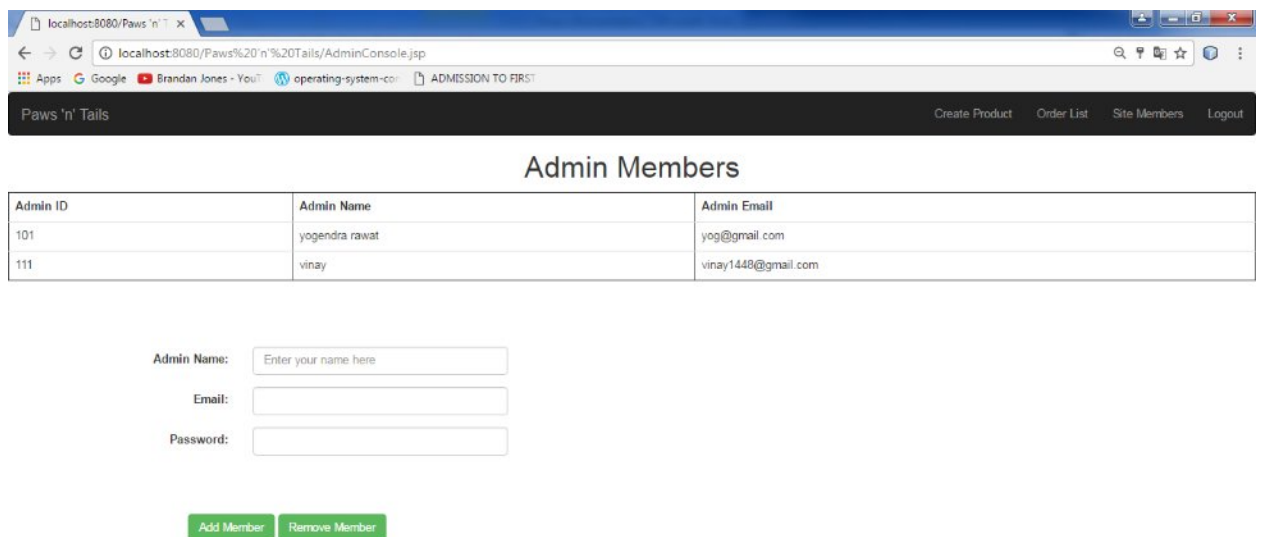 localhost:8080/Paws 'n' T
localhost:8080/Paws%20'n'%20Tails/AdminConsole.jsp
Apps Google Brandan Jones - YouT operating-system-con ADMISSION TO FIRST
Paws 'n' Tails Create Product Order List Site Members Logout
Admin Members
Admin ID Admin Name Admin Email
101 yogendra rawat yog@gmail.com
111 vinay vinay1448@gmail.com
Admin Name: Enter your name here
Email:
Password:
Add Member Remove Member